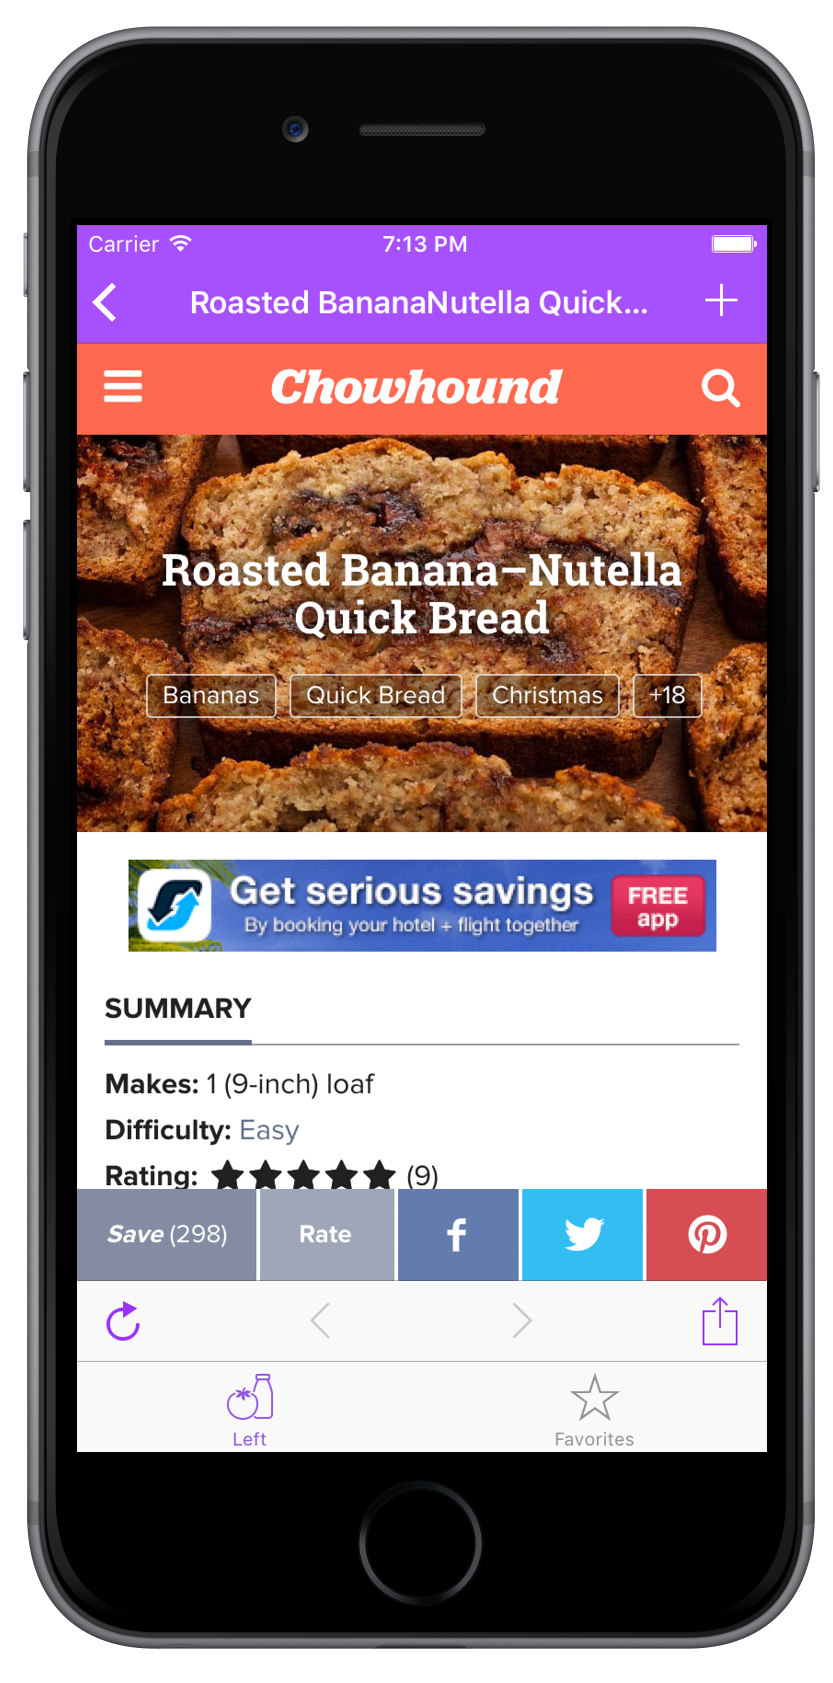 Carrier 7:13 PM
Roasted BananaNutella Quick...
Chowhound
Roasted Banana–Nutella
Quick Bread
Bananas Quick Bread Christmas +18
Get serious savings
By booking your hotel + flight together
FREE
app
SUMMARY
Makes: 1 (9-inch) loaf
Difficulty: Easy
Rating: ★★★★★ (9)
Save (298) Rate
Left Favorites